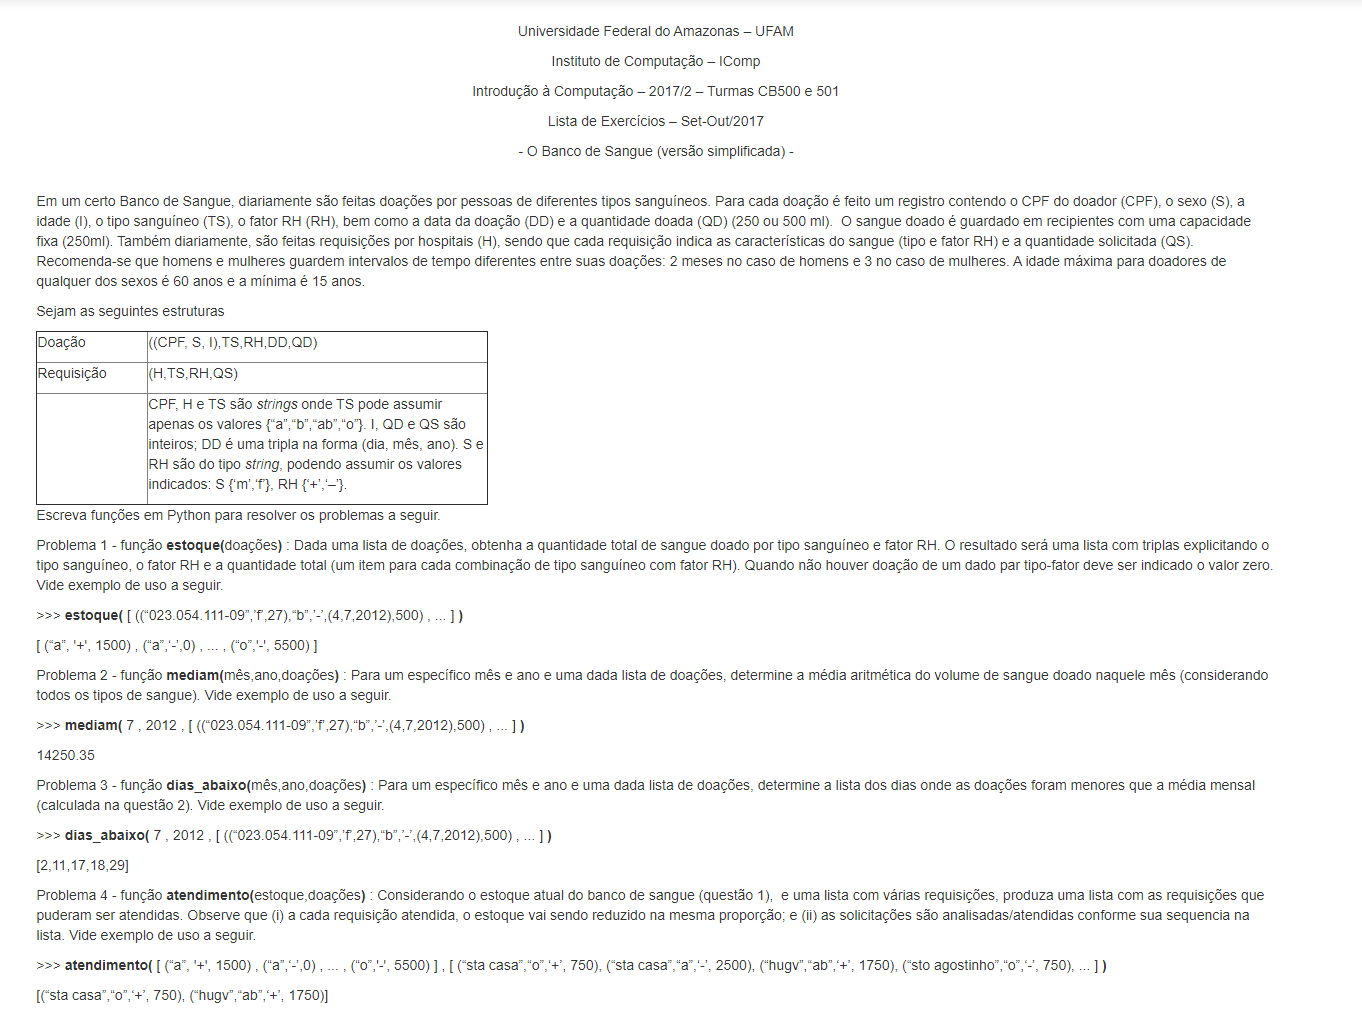 Universidade Federal do Amazonas – UFAM
Instituto de Computação – IComp
Introdução à Computação – 2017/2 – Turmas CB500 e 501
Lista de Exercícios – Set-Out/2017
- O Banco de Sangue (versão simplificada) -
Em um certo Banco de Sangue, diariamente são feitas doações por pessoas de diferentes tipos sanguíneos. Para cada doação é feito um registro contendo o CPF do doador (CPF), o sexo (S), a
idade (I), o tipo sanguíneo (TS), o fator RH (RH), bem como a data da doação (DD) e a quantidade doada (QD) (250 ou 500 ml).  O sangue doado é guardado em recipientes com uma capacidade
fixa (250ml). Também diariamente, são feitas requisições por hospitais (H), sendo que cada requisição indica as características do sangue (tipo e fator RH) e a quantidade solicitada (QS).
Recomenda-se que homens e mulheres guardem intervalos de tempo diferentes entre suas doações: 2 meses no caso de homens e 3 no caso de mulheres. A idade máxima para doadores de
qualquer dos sexos é 60 anos e a mínima é 15 anos.
Sejam as seguintes estruturas
Doação ((CPF, S, I),TS,RH,DD,QD)
Requisição (H,TS,RH,QS)
CPF, H e TS são strings onde TS pode assumir
apenas os valores {“a”,“b”,“ab”,“o”}. I, QD e QS são
inteiros; DD é uma tripla na forma (dia, mês, ano). S e
RH são do tipo string, podendo assumir os valores
indicados: S {‘m’,‘f’}, RH {‘+’,‘–’}.
Escreva funções em Python para resolver os problemas a seguir.
Problema 1 - função estoque(doações) : Dada uma lista de doações, obtenha a quantidade total de sangue doado por tipo sanguíneo e fator RH. O resultado será uma lista com triplas explicitando o
tipo sanguíneo, o fator RH e a quantidade total (um item para cada combinação de tipo sanguíneo com fator RH). Quando não houver doação de um dado par tipo-fator deve ser indicado o valor zero.
Vide exemplo de uso a seguir.
>>> estoque( [ ((“023.054.111-09”,’f’,27),“b”,’-’,(4,7,2012),500) , ... ] )
[ (“a”, '+', 1500) , (“a”,‘-’,0) , ... , (“o”,'-', 5500) ]
Problema 2 - função mediam(mês,ano,doações) : Para um específico mês e ano e uma dada lista de doações, determine a média aritmética do volume de sangue doado naquele mês (considerando
todos os tipos de sangue). Vide exemplo de uso a seguir.
>>> mediam( 7 , 2012 , [ ((“023.054.111-09”,’f’,27),“b”,’-’,(4,7,2012),500) , ... ] )
14250.35
Problema 3 - função dias_abaixo(mês,ano,doações) : Para um específico mês e ano e uma dada lista de doações, determine a lista dos dias onde as doações foram menores que a média mensal
(calculada na questão 2). Vide exemplo de uso a seguir.
>>> dias_abaixo( 7 , 2012 , [ ((“023.054.111-09”,’f’,27),“b”,’-’,(4,7,2012),500) , ... ] )
[2,11,17,18,29]
Problema 4 - função atendimento(estoque,doações) : Considerando o estoque atual do banco de sangue (questão 1),  e uma lista com várias requisições, produza uma lista com as requisições que
puderam ser atendidas. Observe que (i) a cada requisição atendida, o estoque vai sendo reduzido na mesma proporção; e (ii) as solicitações são analisadas/atendidas conforme sua sequencia na
lista. Vide exemplo de uso a seguir.
>>> atendimento( [ (“a”, '+', 1500) , (“a”,‘-’,0) , ... , (“o”,'-', 5500) ] , [ (“sta casa”,“o”,‘+’, 750), (“sta casa”,“a”,‘-’, 2500), (“hugv”,“ab”,‘+’, 1750), (“sto agostinho”,“o”,‘-’, 750), ... ] )
[(“sta casa”,“o”,‘+’, 750), (“hugv”,“ab”,‘+’, 1750)]